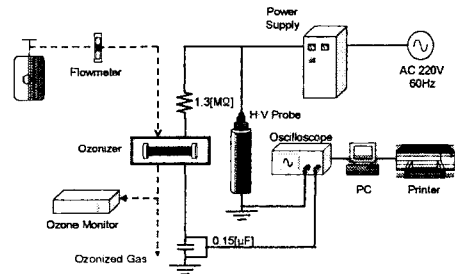 Power
Supply
AC 220V
60Hz
Flowmeter
1.3[MΩ]
H·V Probe
Ozonizer
Oscilloscope
PC
Printer
Ozone Monitor
0.15[μF]
Ozonized Gas